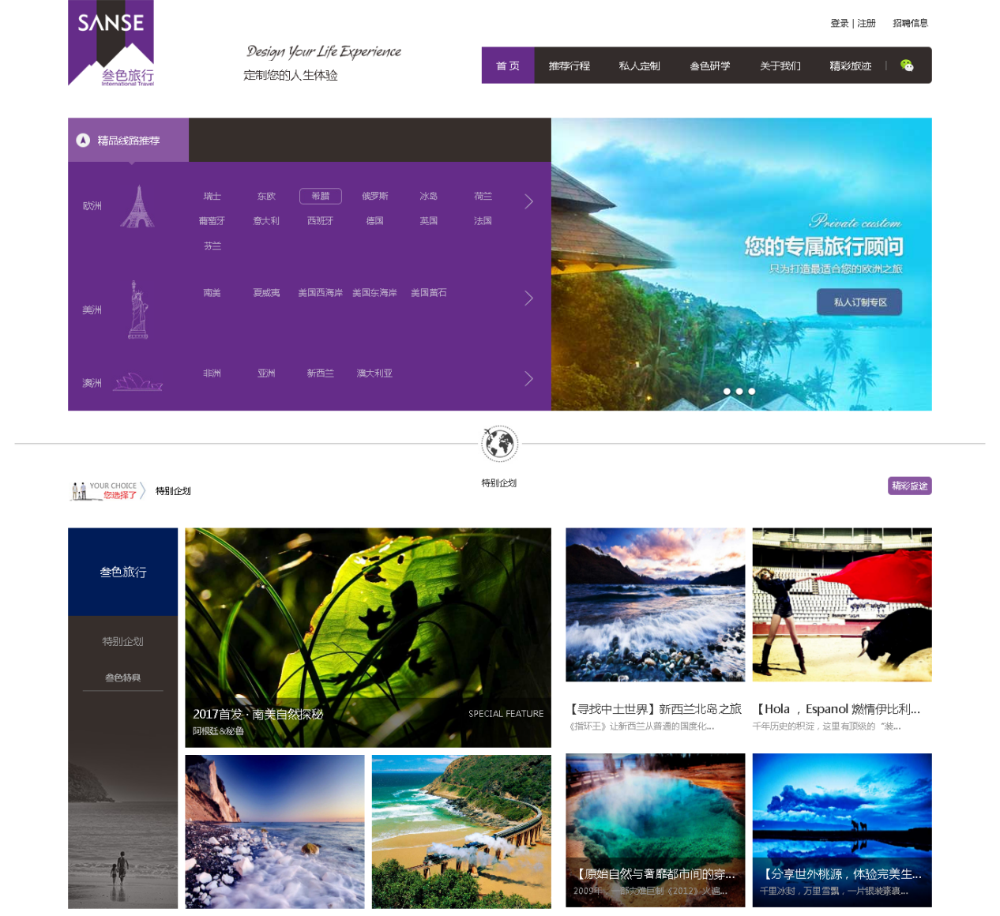 SANSE
叁色旅行
International Travel
Design Your Life Experience
定制您的人生体验
登录 | 注册 招聘信息
首 页 推荐行程 私人定制 叁色研学 关于我们 精彩旅迹
精品线路推荐
欧洲
瑞士 东欧 希腊 俄罗斯 冰岛 荷兰
葡萄牙 意大利 西班牙 德国 英国 法国
芬兰
美洲
南美 夏威夷 美国西海岸 美国东海岸 美国黄石
澳洲
非洲 亚洲 新西兰 澳大利亚
Private custom
您的专属旅行顾问
只为打造最适合您的欧洲之旅
私人订制专区
特别企划
YOUR CHOICE
您选择了
特别企划
精彩旅途
叁色旅行
特别企划
叁色特典
2017首发 · 南美自然探秘
阿根廷&秘鲁
SPECIAL FEATURE
【寻找中土世界】新西兰北岛之旅
《指环王》让新西兰从普通的国度化...
【Hola ，Espanol 燃情伊比利...
千年历史的积淀，这里有顶级的“装...
【原始自然与奢靡都市间的穿...
2009年，一部灾难巨制《2012》火遍...
【分享世外桃源，体验完美生...
千里冰封，万里雪飘，一片银装素裹...